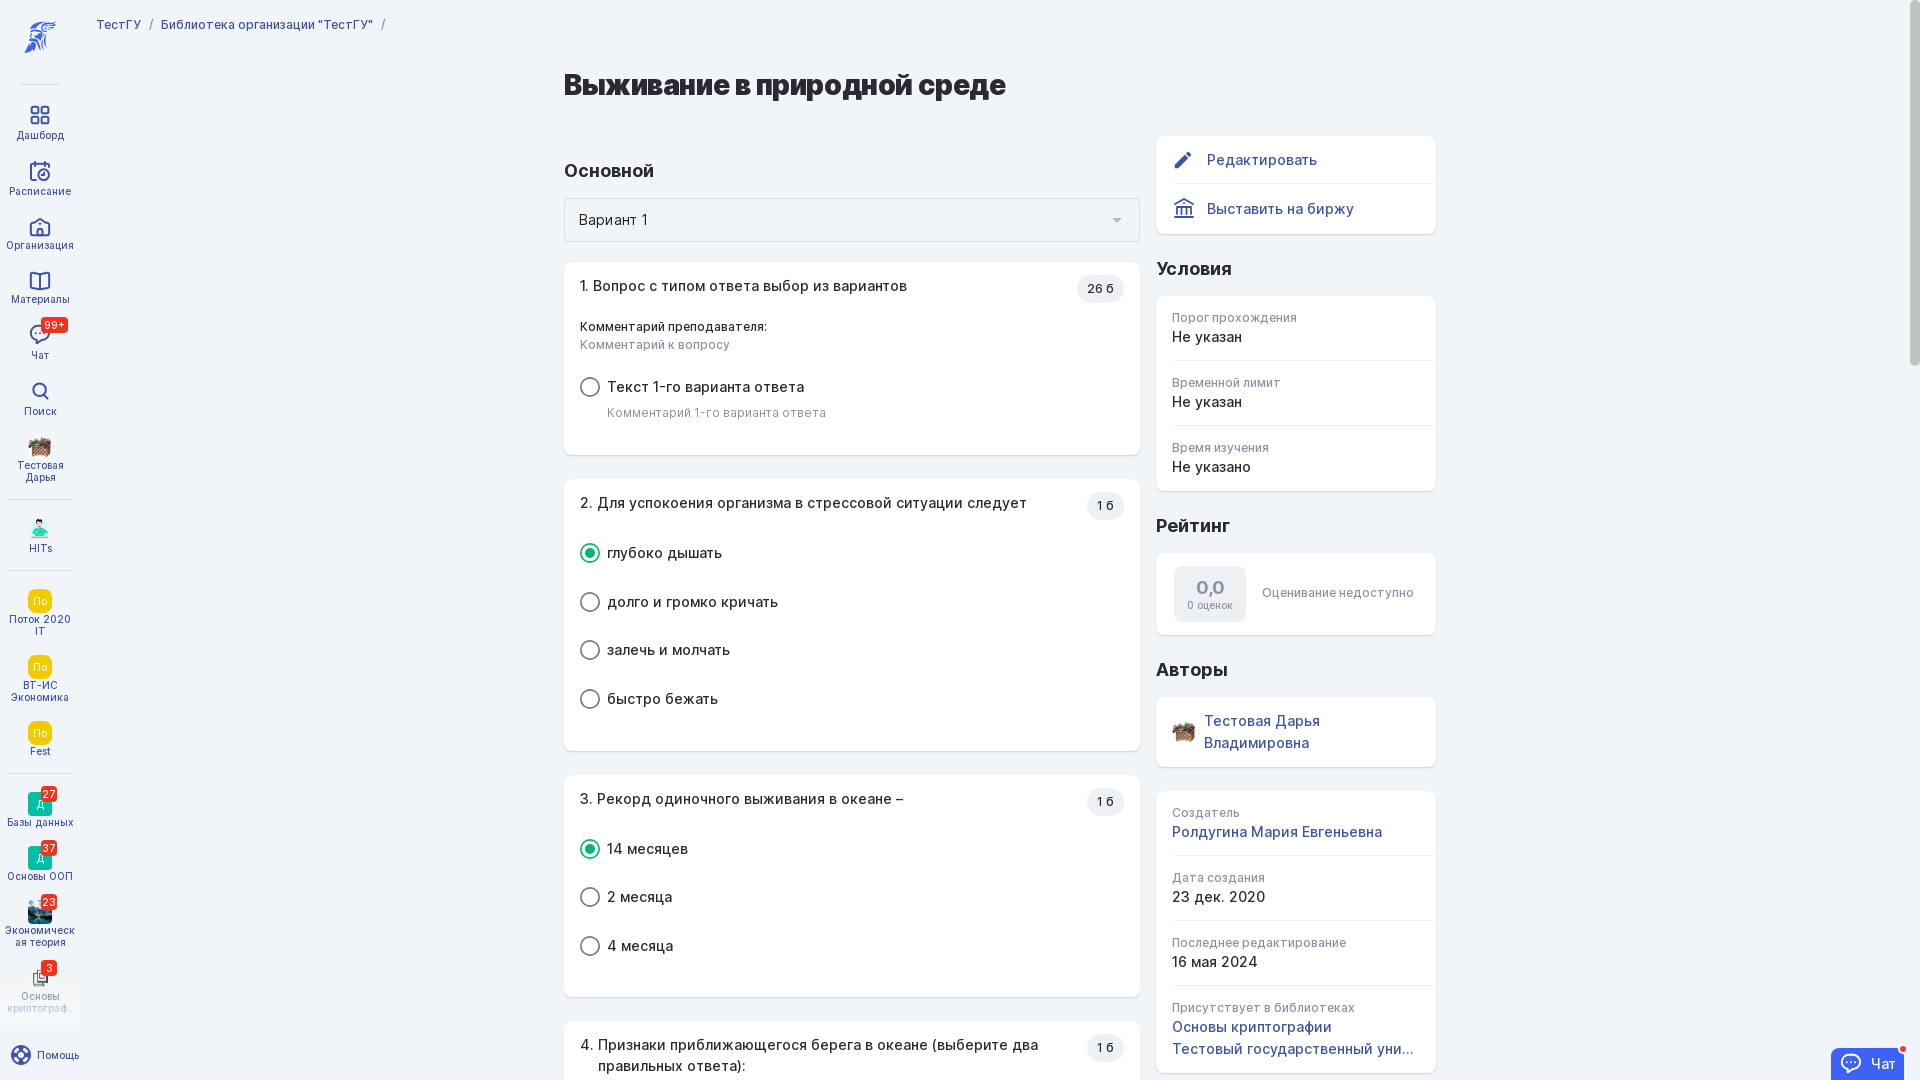 ТестГУ / Библиотека организации "ТестГУ" /
Дашборд
Расписание
Организация
Материалы
99+
Чат
Поиск
Тестовая
Дарья
HITs
По
Поток 2020
IT
По
ВТ-ИС
Экономика
По
Fest
27
Д
Базы данных
37
Д
Основы ООП
23
Экономическ
ая теория
3
Основы
криптограф...
Помощь
Выживание в природной среде
Основной
Вариант 1
1. Вопрос с типом ответа выбор из вариантов
26 б
Комментарий преподавателя:
Комментарий к вопросу
Текст 1-го варианта ответа
Комментарий 1-го варианта ответа
2. Для успокоения организма в стрессовой ситуации следует
1 б
глубоко дышать
долго и громко кричать
залечь и молчать
быстро бежать
3. Рекорд одиночного выживания в океане –
1 б
14 месяцев
2 месяца
4 месяца
4. Признаки приближающегося берега в океане (выберите два
правильных ответа):
1 б
Редактировать
Выставить на биржу
Условия
Порог прохождения
Не указан
Временной лимит
Не указан
Время изучения
Не указано
Рейтинг
0,0
0 оценок
Оценивание недоступно
Авторы
Тестовая Дарья
Владимировна
Создатель
Ролдугина Мария Евгеньевна
Дата создания
23 дек. 2020
Последнее редактирование
16 мая 2024
Присутствует в библиотеках
Основы криптографии
Тестовый государственный уни...
Чат